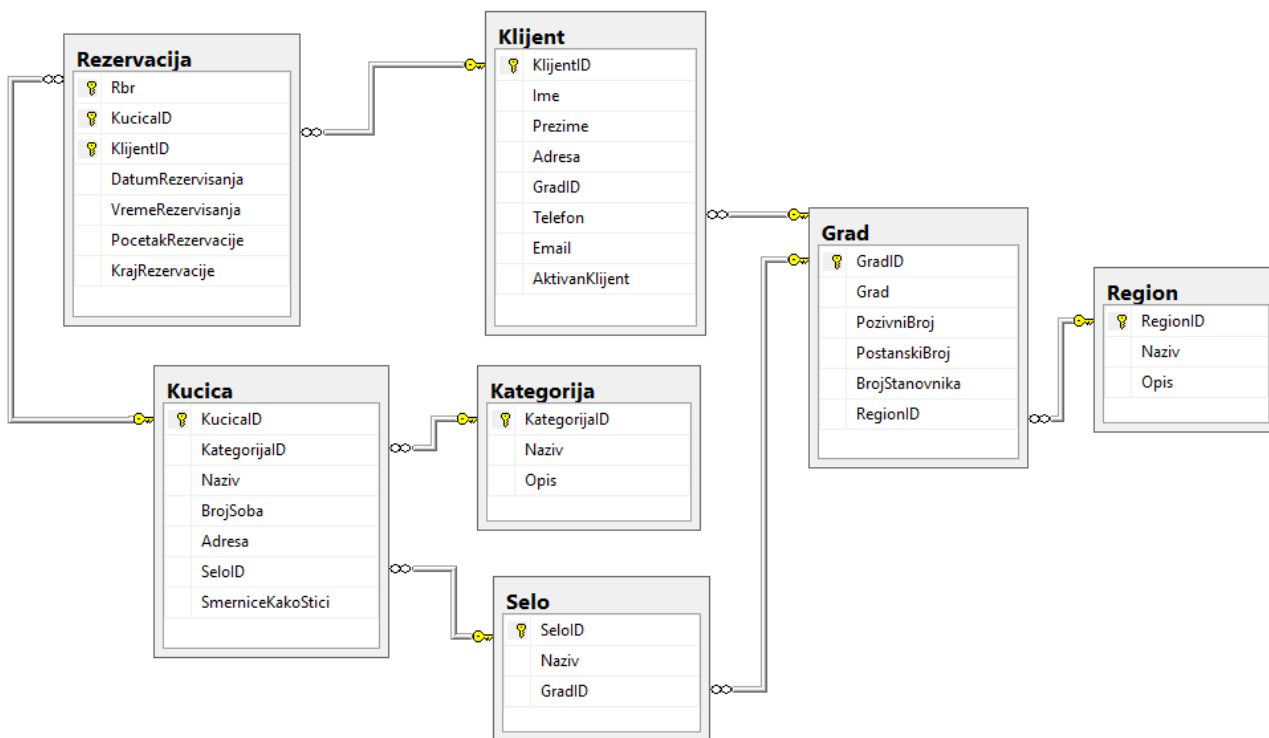 Rezervacija
Rbr
KucicaID
KlijentID
DatumRezervisanja
VremeRezervisanja
PocetakRezervacije
KrajRezervacije
Klijent
KlijentID
Ime
Prezime
Adresa
GradID
Telefon
Email
AktivanKlijent
Grad
GradID
Grad
PozivniBroj
PostanskiBroj
BrojStanovnika
RegionID
Region
RegionID
Naziv
Opis
Kucica
KucicaID
KategorijaID
Naziv
BrojSoba
Adresa
SeloID
SmerniceKakoStici
Kategorija
KategorijaID
Naziv
Opis
Selo
SeloID
Naziv
GradID